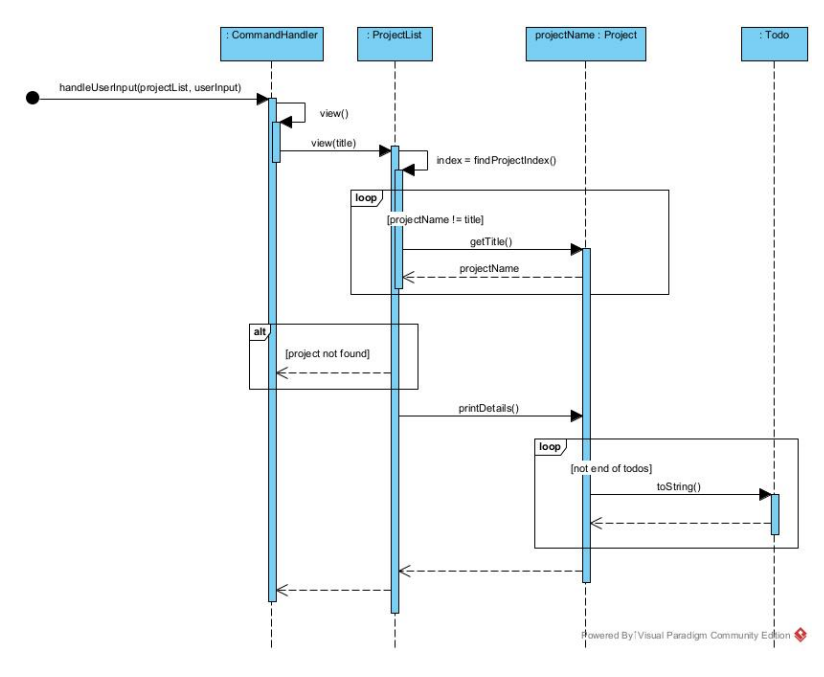 : CommandHandler
: ProjectList
projectName : Project
: Todo
handleUserInput(projectList, userInput)
view()
view(title)
index = findProjectIndex()
loop
[projectName != title]
getTitle()
projectName
alt
[project not found]
printDetails()
loop
[not end of todos]
toString()
Powered By Visual Paradigm Community Edition